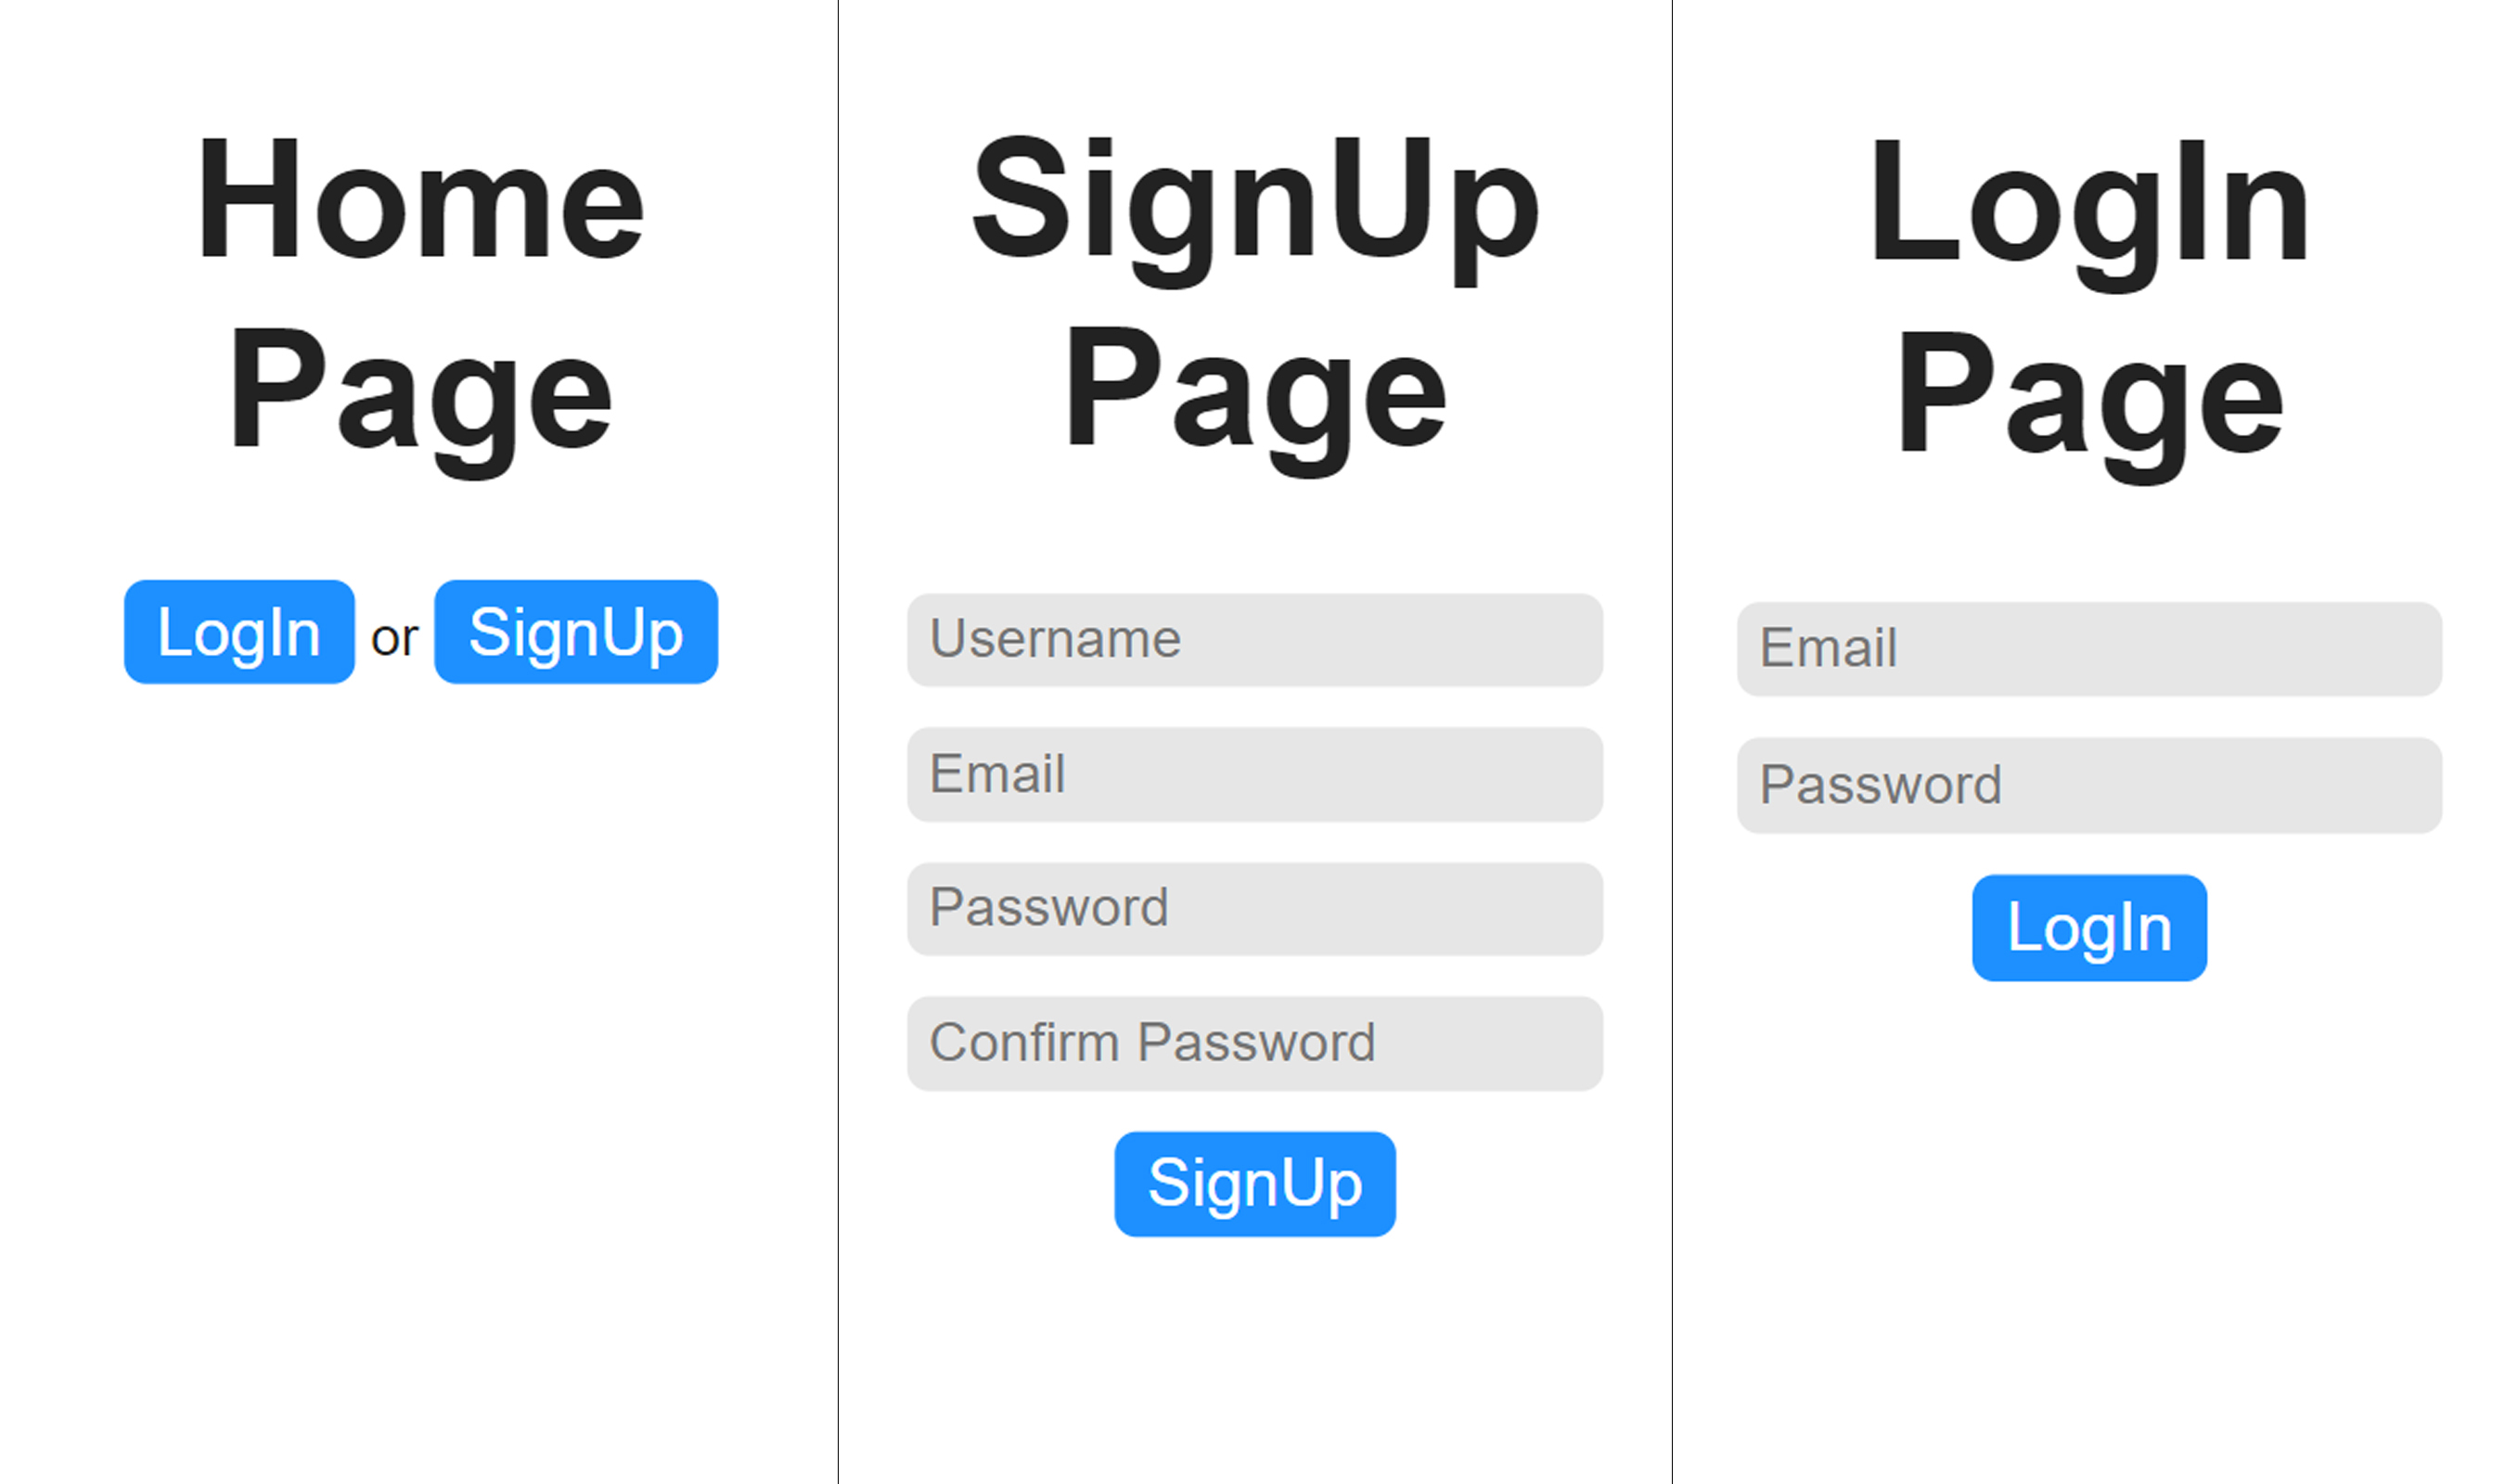 Home
Page
LogIn or SignUp
SignUp
Page
Username
Email
Password
Confirm Password
SignUp
LogIn
Page
Email
Password
LogIn